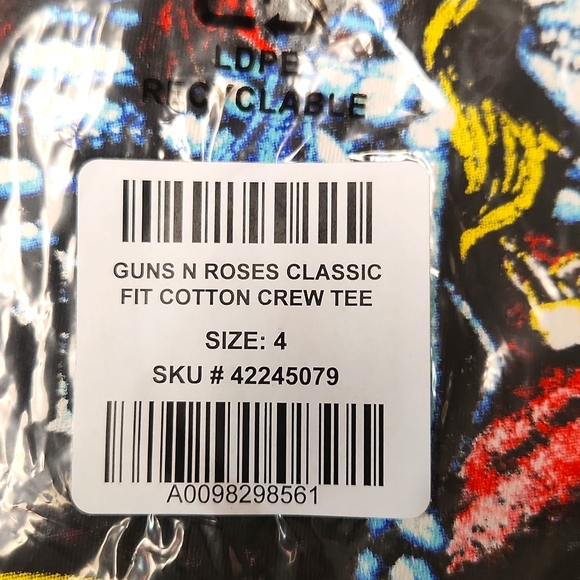 LDPE
RECYCLABLE
GUNS N ROSES CLASSIC
FIT COTTON CREW TEE
SIZE: 4
SKU # 42245079
A0098298561